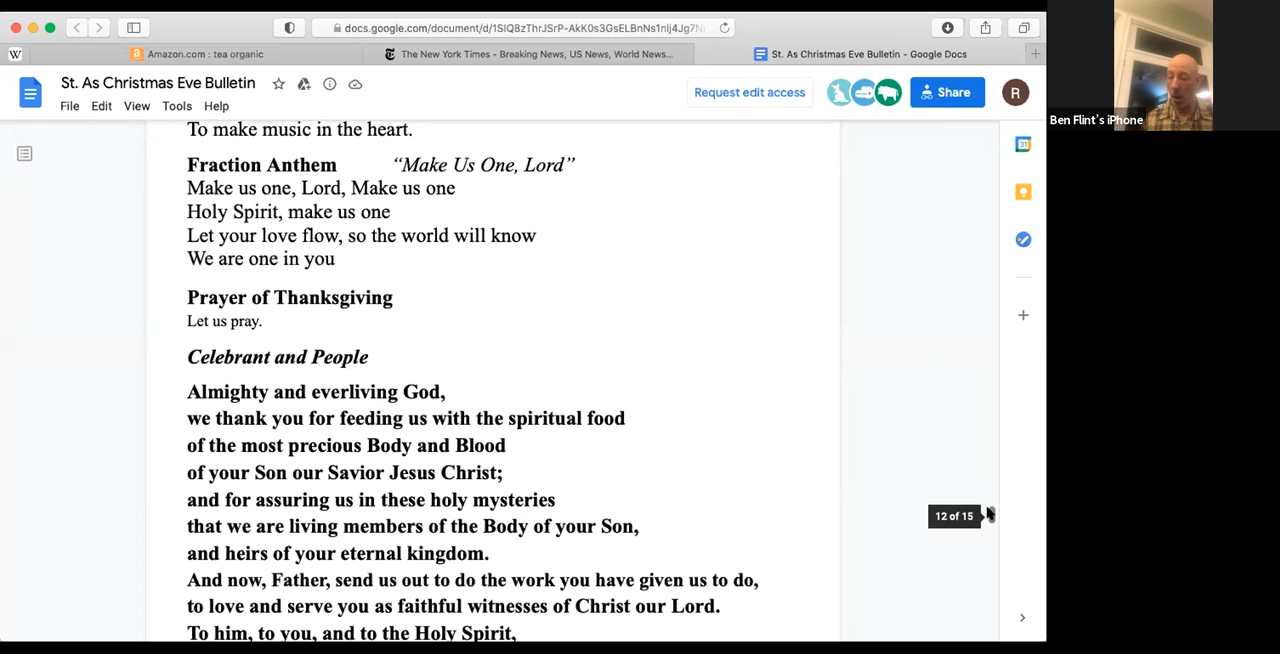 docs.google.com/document/d/1SIQ8zThrJSrP-AkK0s3GsELBnNs1nIj4Jg7N
W
Amazon.com : tea organic
The New York Times - Breaking News, US News, World News...
St. As Christmas Eve Bulletin - Google Docs
St. As Christmas Eve Bulletin
File Edit View Tools Help
Request edit access
Share
R
Ben Flint's iPhone
31
To make music in the heart.
Fraction Anthem “Make Us One, Lord”
Make us one, Lord, Make us one
Holy Spirit, make us one
Let your love flow, so the world will know
We are one in you
Prayer of Thanksgiving
Let us pray.
Celebrant and People
Almighty and everliving God,
we thank you for feeding us with the spiritual food
of the most precious Body and Blood
of your Son our Savior Jesus Christ;
and for assuring us in these holy mysteries
that we are living members of the Body of your Son,
and heirs of your eternal kingdom.
And now, Father, send us out to do the work you have given us to do,
to love and serve you as faithful witnesses of Christ our Lord.
To him, to you, and to the Holy Spirit,
12 of 15